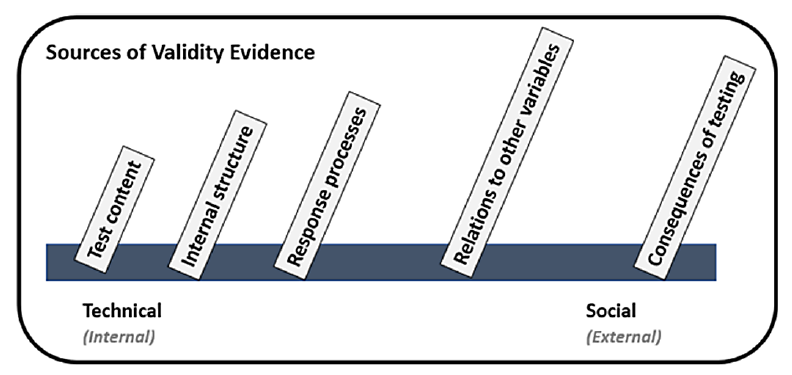 Sources of Validity Evidence
Test content
Internal structure
Response processes
Relations to other variables
Consequences of testing
Technical
(Internal)
Social
(External)